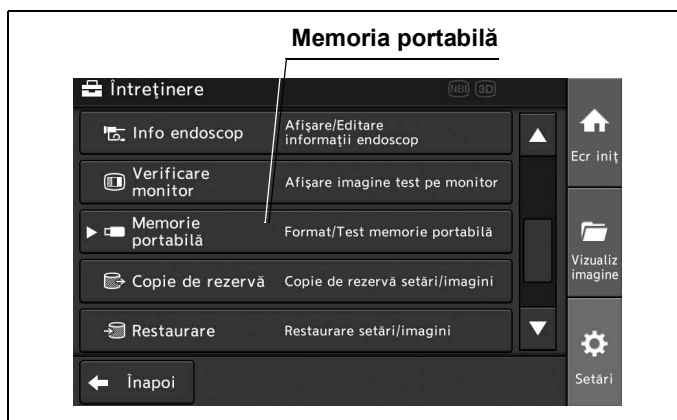 Memoria portabilă
Întreţinere
NBI 3D
Info endoscop
Afişare/Editare
informaţii endoscop
Verificare
monitor
Afişare imagine test pe monitor
Memorie
portabilă
Format/Test memorie portabilă
Copie de rezervă
Copie de rezervă setări/imagini
Restaurare
Restaurare setări/imagini
Înapoi
Ecr iniţ
Vizualiz
imagine
Setări